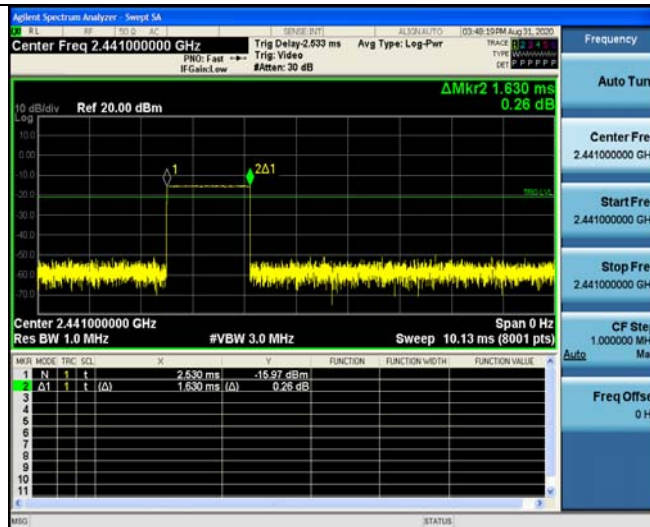 Agilent Spectrum Analyzer - Swept SA
RL RF 50 Ω AC SENSE:INT ALIGN AUTO 03:48:19 PM Aug 31, 2020
Center Freq 2.441000000 GHz
PNO: Fast
IFGain:Low
Trig Delay-2.533 ms
Trig: Video
#Atten: 30 dB
Avg Type: Log-Pwr
TRACE 1 2 3 4 5 6
TYPE
DET P P P P P P
ΔMkr2 1.630 ms
0.26 dB
10 dB/div Ref 20.00 dBm
Log
10.0
0.00
-10.0
-20.0
-30.0
-40.0
-50.0
-60.0
-70.0
1
2Δ1
TRIG LVL
Center 2.441000000 GHz Span 0 Hz
Res BW 1.0 MHz #VBW 3.0 MHz Sweep 10.13 ms (8001 pts)
MKR MODE TRC SCL X Y FUNCTION FUNCTION WIDTH FUNCTION VALUE
1 N 1 t 2.530 ms -15.97 dBm
2 Δ1 1 t (Δ) 1.630 ms (Δ) 0.26 dB
3
4
5
6
7
8
9
10
11
MSG STATUS
Frequency
Auto Tun
Center Fre
2.441000000 GH
Start Fre
2.441000000 GH
Stop Fre
2.441000000 GH
CF Ste
1.000000 MH
Auto Ma
Freq Offse
0 H